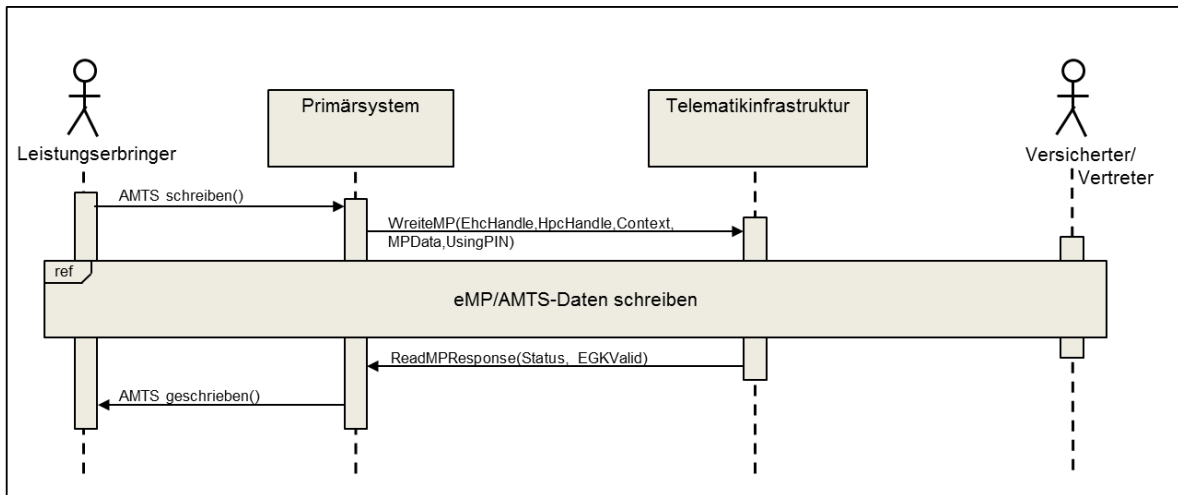 Primärsystem
Telematikinfrastruktur
Leistungserbringer
Versicherter/
Vertreter
AMTS schreiben()
WreiteMP(EhcHandle,HpcHandle,Context,
MPData,UsingPIN)
ref
eMP/AMTS-Daten schreiben
ReadMPResponse(Status, EGKValid)
AMTS geschrieben()